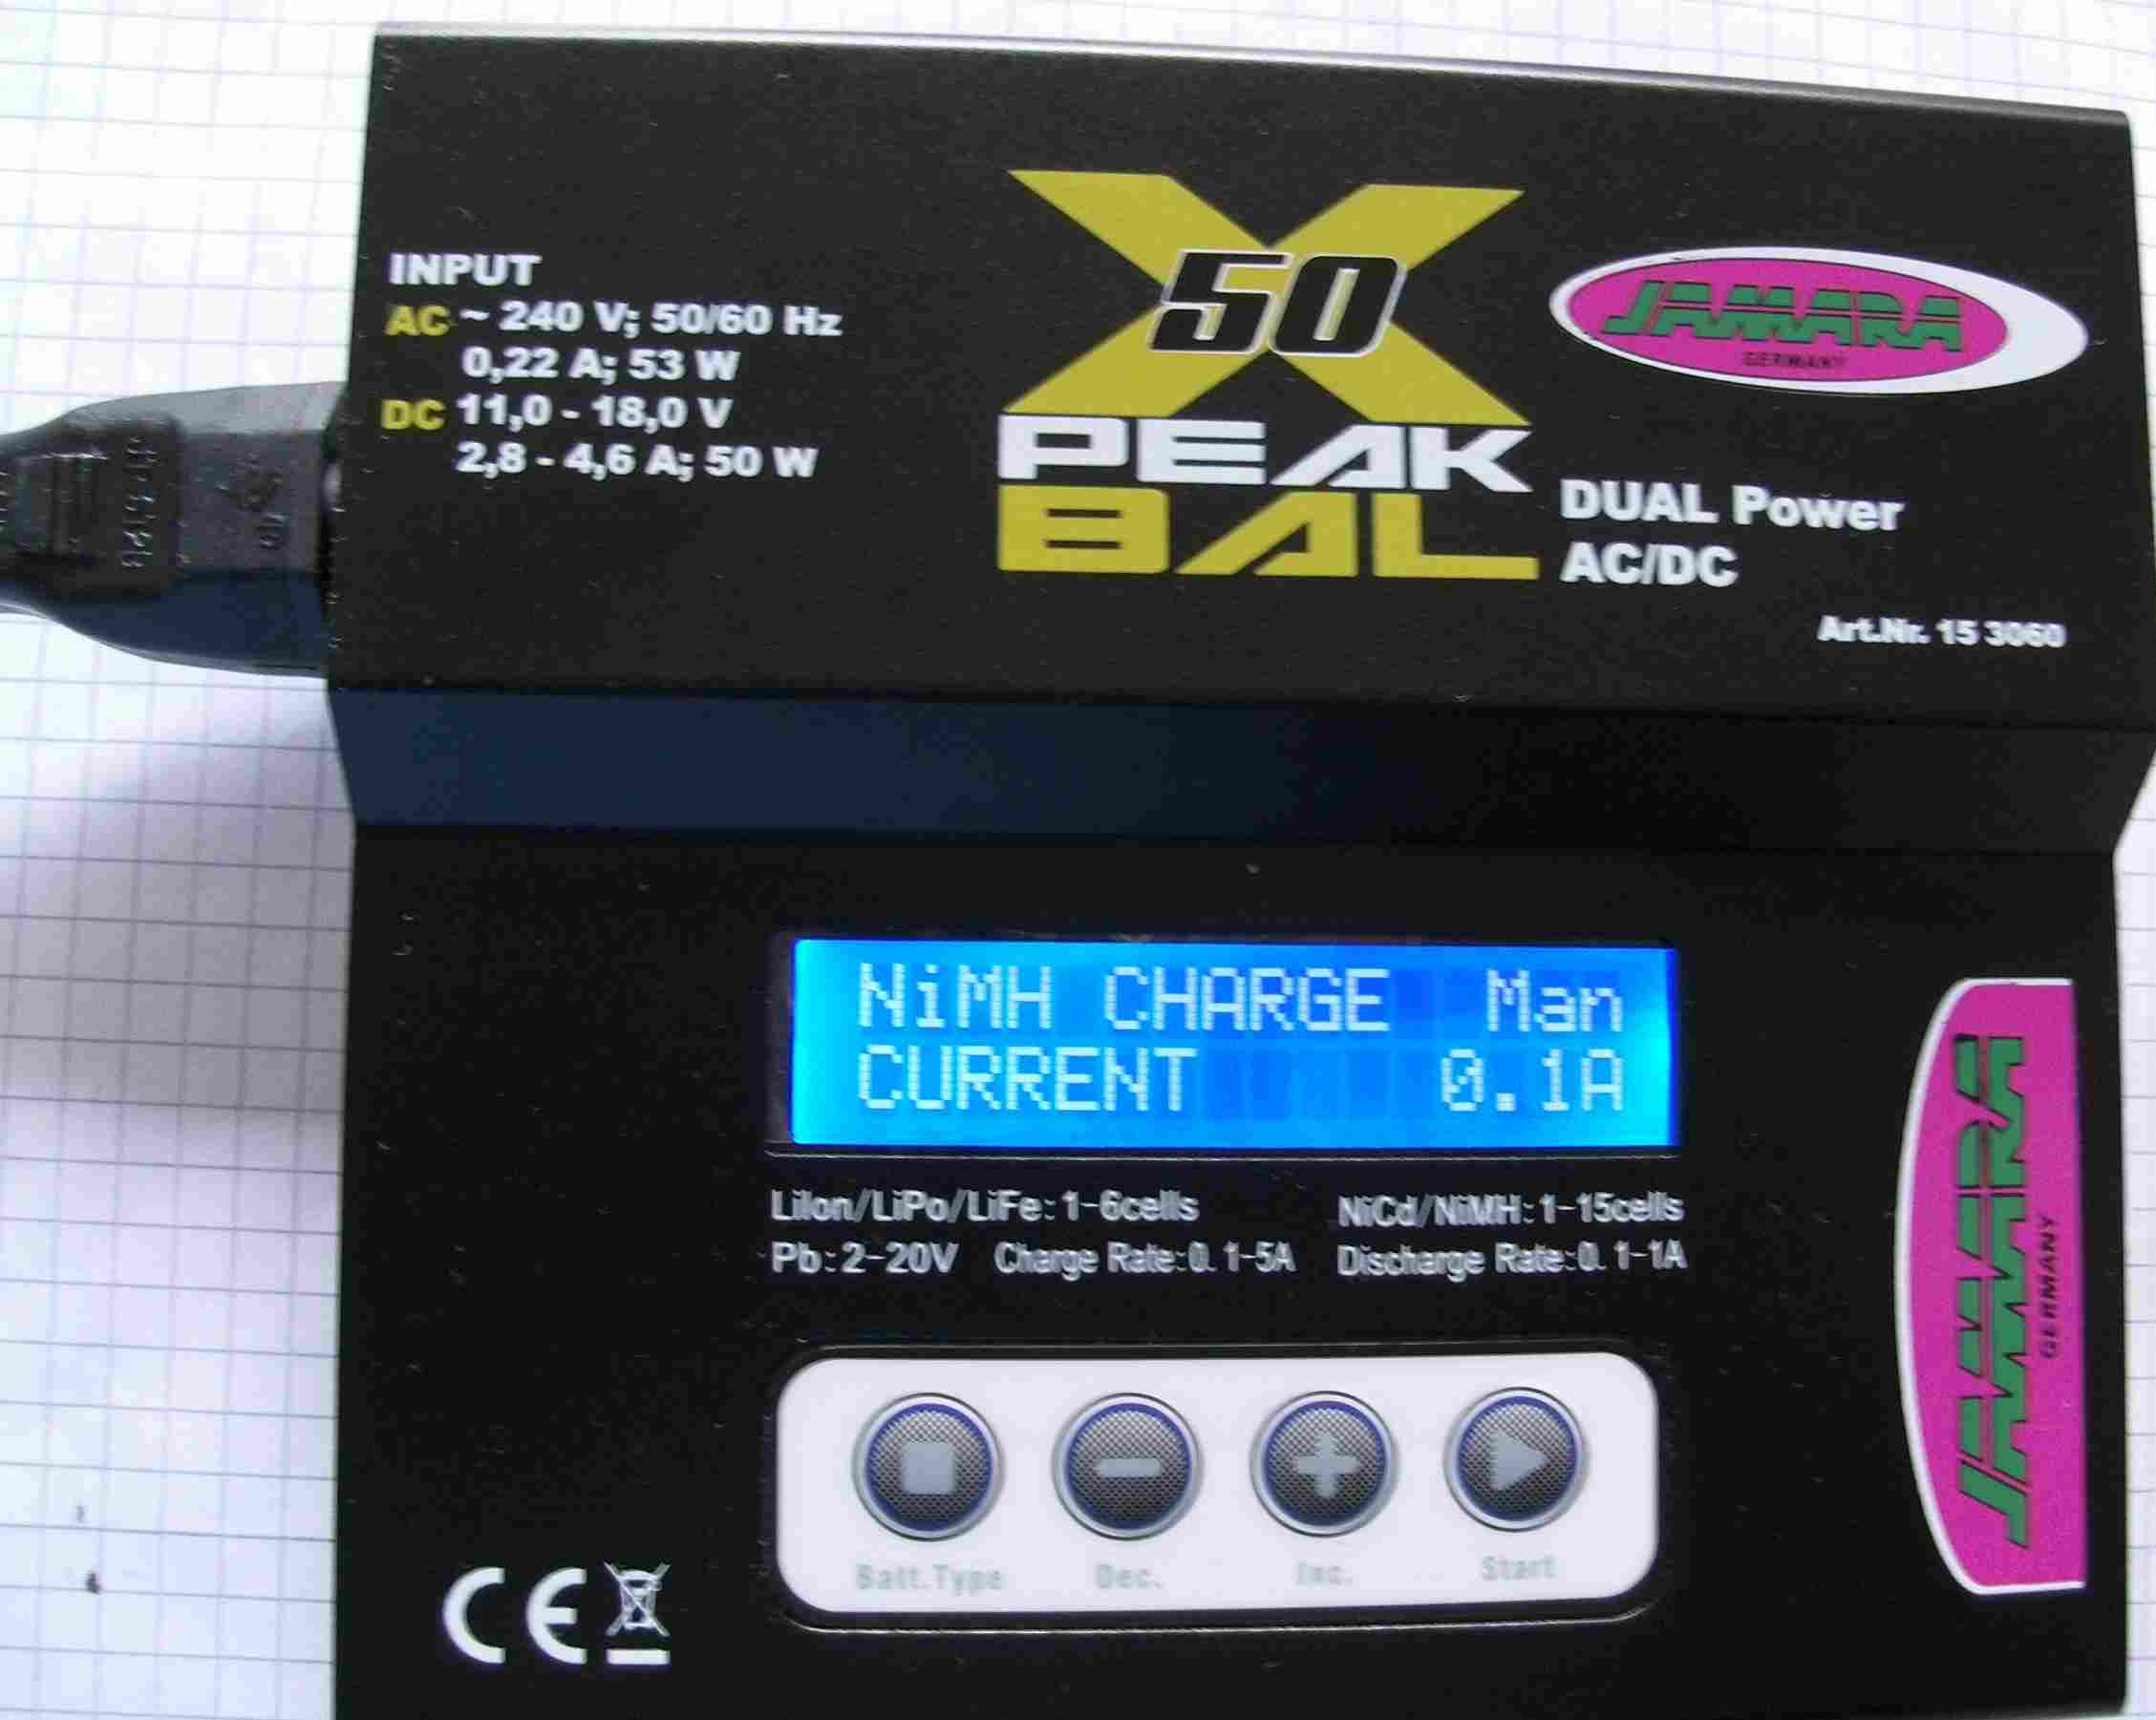 INPUT
AC ~ 240 V; 50/60 Hz
0,22 A; 53 W
DC 11,0 - 18,0 V
2,8 - 4,6 A; 50 W
X
50
PEAK
BAL
JAMARA
GERMANY
DUAL Power
AC/DC
Art.Nr. 15 3060
NiMH CHARGE Man
CURRENT 0.1A
LiIon/LiPo/LiFe:1-6cells NiCd/NiMH:1-15cells
Pb:2-20V Charge Rate:0.1-5A Discharge Rate:0.1-1A
Batt.Type Dec. Inc. Start
CE
JAMARA
GERMANY